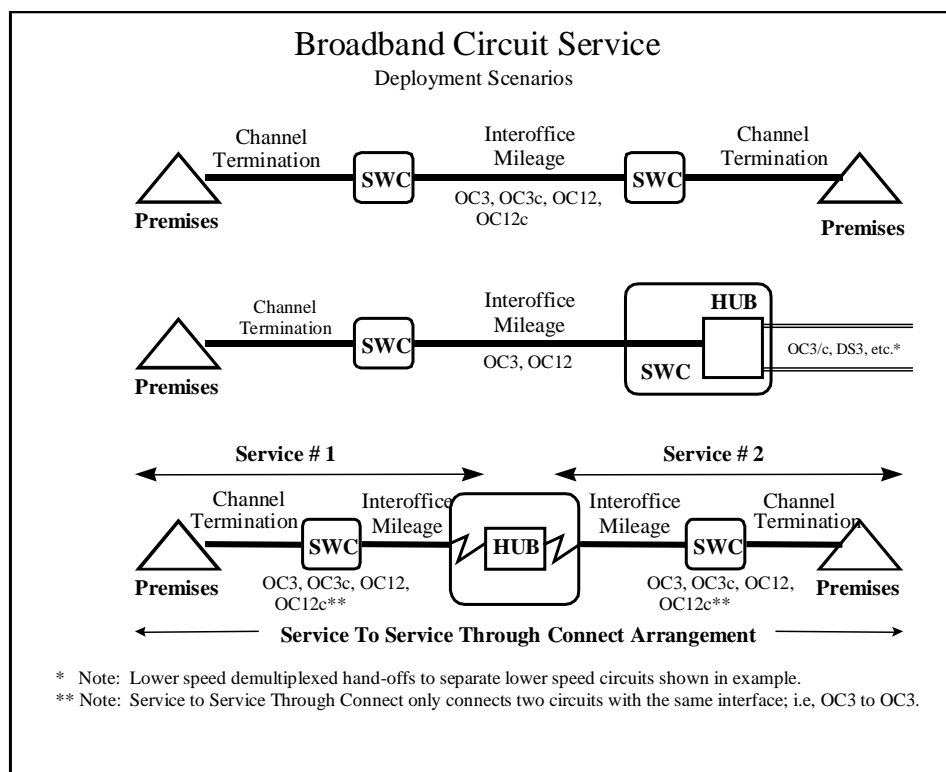 Broadband Circuit Service
Deployment Scenarios
Channel
Termination
Interoffice
Mileage
Channel
Termination
SWC
SWC
OC3, OC3c, OC12,
OC12c
Premises
Premises
Channel
Termination
Interoffice
Mileage
HUB
SWC
OC3/c, DS3, etc.*
OC3, OC12
SWC
Premises
Service # 1
Service # 2
Channel
Termination
Interoffice
Mileage
Interoffice
Mileage
Channel
Termination
SWC
HUB
SWC
Premises
OC3, OC3c, OC12,
OC12c**
OC3, OC3c, OC12,
OC12c**
Premises
Service To Service Through Connect Arrangement
* Note: Lower speed demultiplexed hand-offs to separate lower speed circuits shown in example.
** Note: Service to Service Through Connect only connects two circuits with the same interface; i.e, OC3 to OC3.